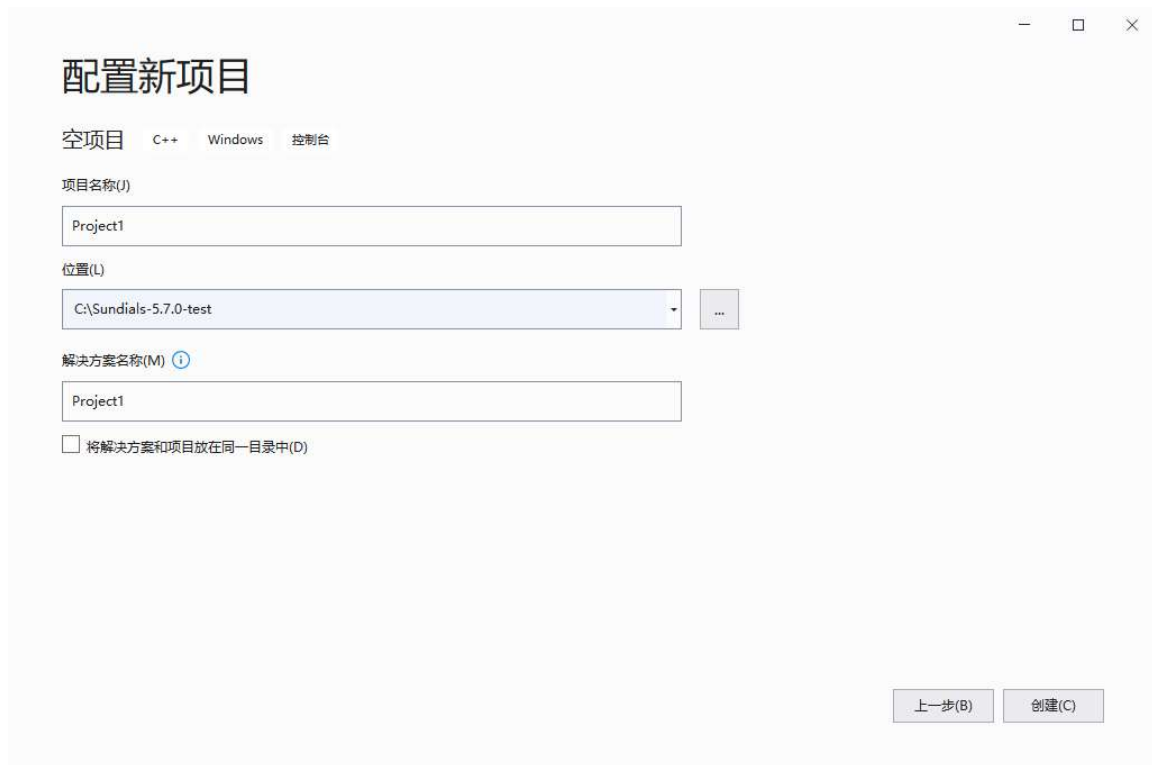 配置新项目
空项目 C++ Windows 控制台
项目名称(J)
Project1
位置(L)
C:\Sundials-5.7.0-test
...
解决方案名称(M)
Project1
将解决方案和项目放在同一目录中(D)
上一步(B) 创建(C)